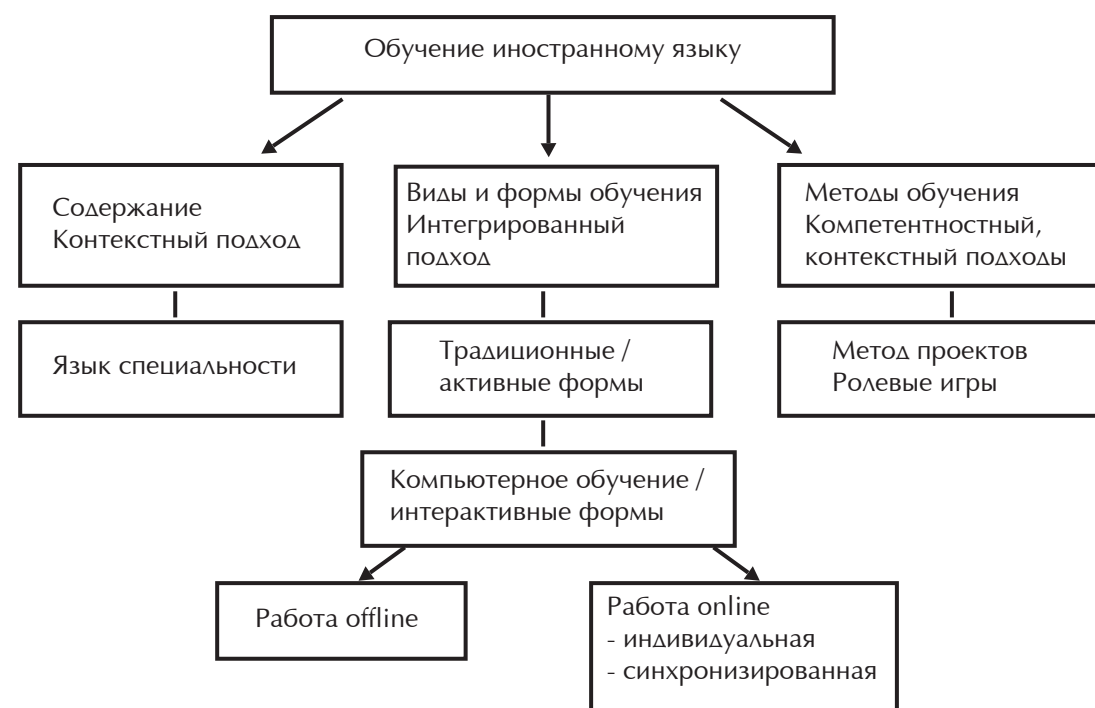 Обучение иностранному языку
Содержание
Контекстный подход
Виды и формы обучения
Интегрированный
подход
Методы обучения
Компетентностный,
контекстный подходы
Язык специальности
Традиционные /
активные формы
Метод проектов
Ролевые игры
Компьютерное обучение /
интерактивные формы
Работа offline
Работа online
- индивидуальная
- синхронизированная